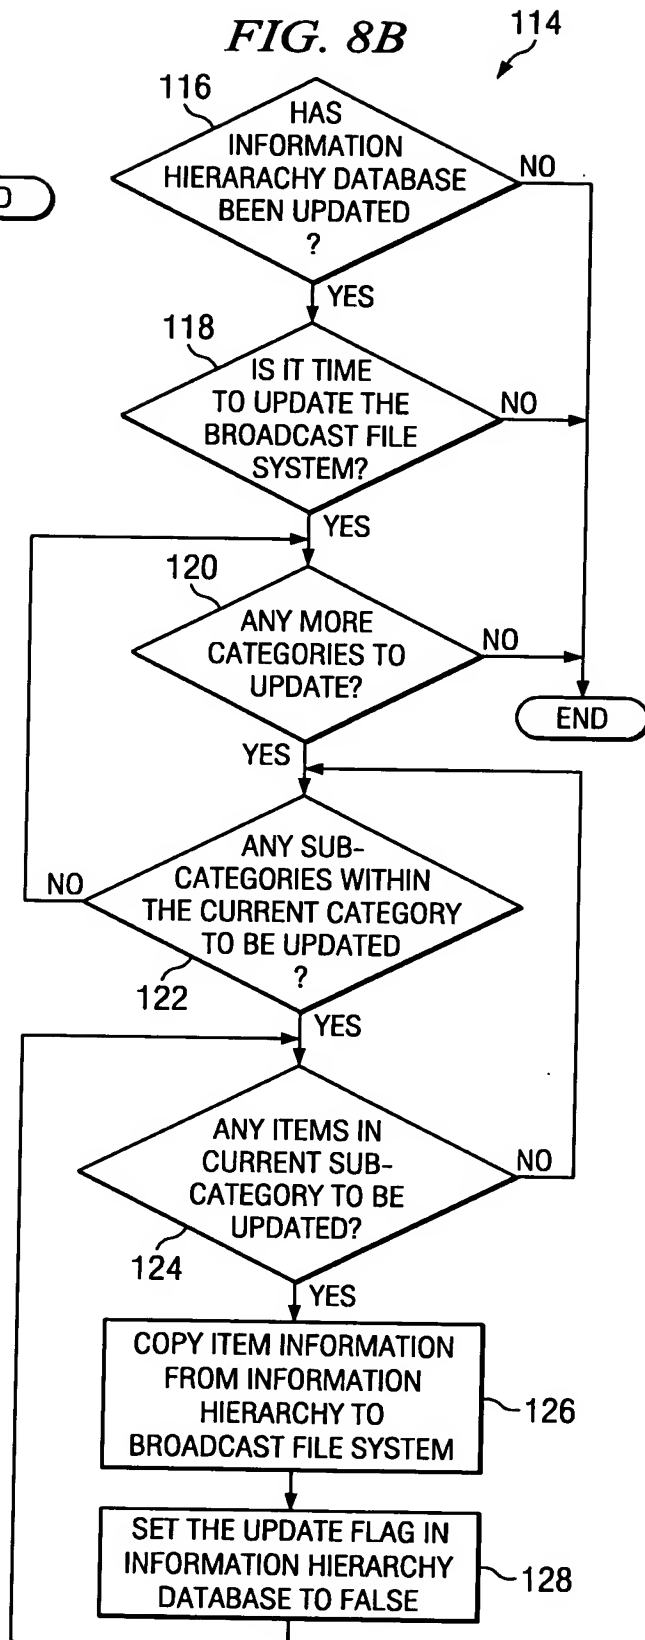 FIG. 8B
114
116
HAS
INFORMATION
HIERARACHY DATABASE
BEEN UPDATED
?
NO
YES
118
IS IT TIME
TO UPDATE THE
BROADCAST FILE
SYSTEM?
NO
YES
120
ANY MORE
CATEGORIES TO
UPDATE?
NO
END
YES
ANY SUB-
CATEGORIES WITHIN
THE CURRENT CATEGORY
TO BE UPDATED
?
NO
122
YES
ANY ITEMS IN
CURRENT SUB-
CATEGORY TO BE
UPDATED?
NO
124
YES
COPY ITEM INFORMATION
FROM INFORMATION
HIERARCHY TO
BROADCAST FILE SYSTEM
126
SET THE UPDATE FLAG IN
INFORMATION HIERARCHY
DATABASE TO FALSE
128